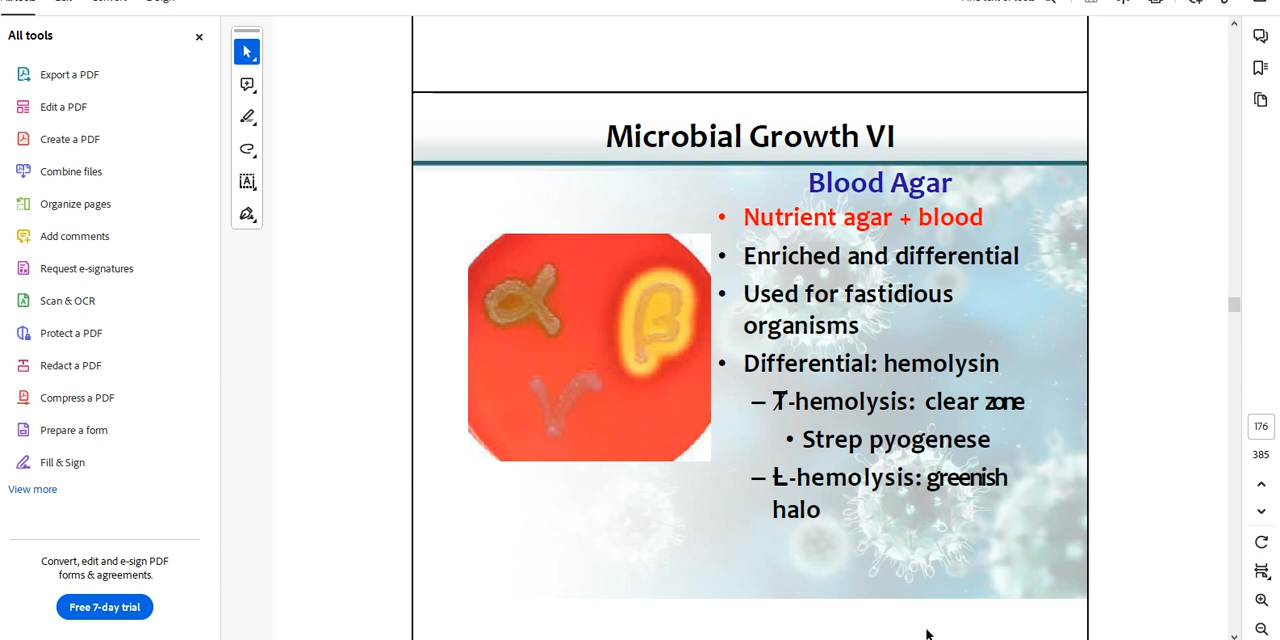 All tools
×
Export a PDF
Edit a PDF
Create a PDF
Combine files
Organize pages
Add comments
Request e-signatures
Scan & OCR
Protect a PDF
Redact a PDF
Compress a PDF
Prepare a form
Fill & Sign
View more
Convert, edit and e-sign PDF
forms & agreements.
Free 7-day trial
Microbial Growth VI
Blood Agar
• Nutrient agar + blood
• Enriched and differential
• Used for fastidious
organisms
• Differential: hemolysin
– -hemolysis: clear zone
• Strep pyogenese
– Ł-hemolysis: greenish
halo
α
β
γ
176
385